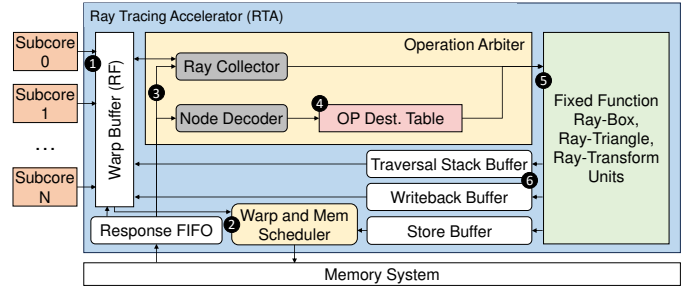 Ray Tracing Accelerator (RTA)
Subcore
0
Subcore
1
...
Subcore
N
1
Warp Buffer (RF)
Operation Arbiter
Ray Collector
3
Node Decoder
4
OP Dest. Table
5
Fixed Function
Ray-Box,
Ray-Triangle,
Ray-Transform
Units
Traversal Stack Buffer
6
Writeback Buffer
Response FIFO
2
Warp and Mem
Scheduler
Store Buffer
Memory System